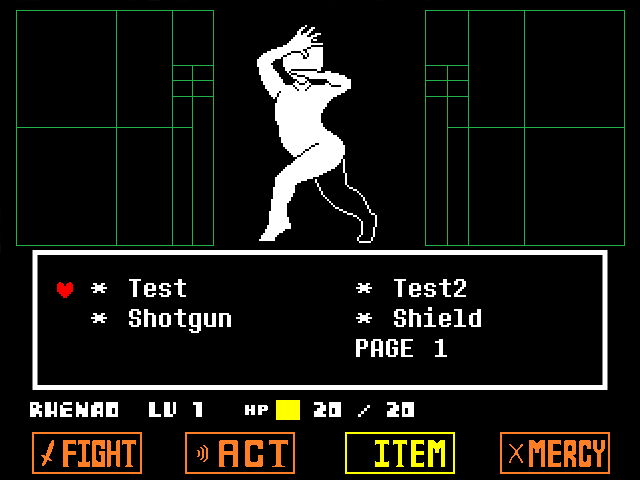 * Test * Test2
* Shotgun * Shield
PAGE 1
RHENAO LV 1 HP 20 / 20
FIGHT ACT ITEM MERCY